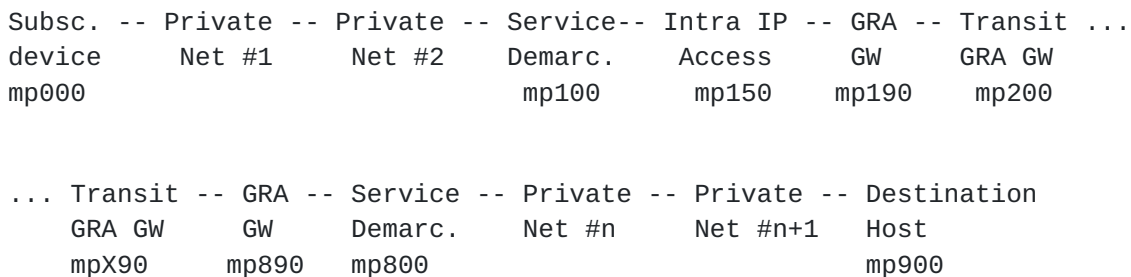 Subsc. -- Private -- Private -- Service-- Intra IP -- GRA -- Transit ...
device     Net #1     Net #2    Demarc.    Access     GW     GRA GW
mp000                            mp100      mp150    mp190    mp200
... Transit -- GRA -- Service -- Private -- Private -- Destination
    GRA GW     GW     Demarc.    Net #n     Net #n+1   Host
    mpX90     mp890   mp800                            mp900